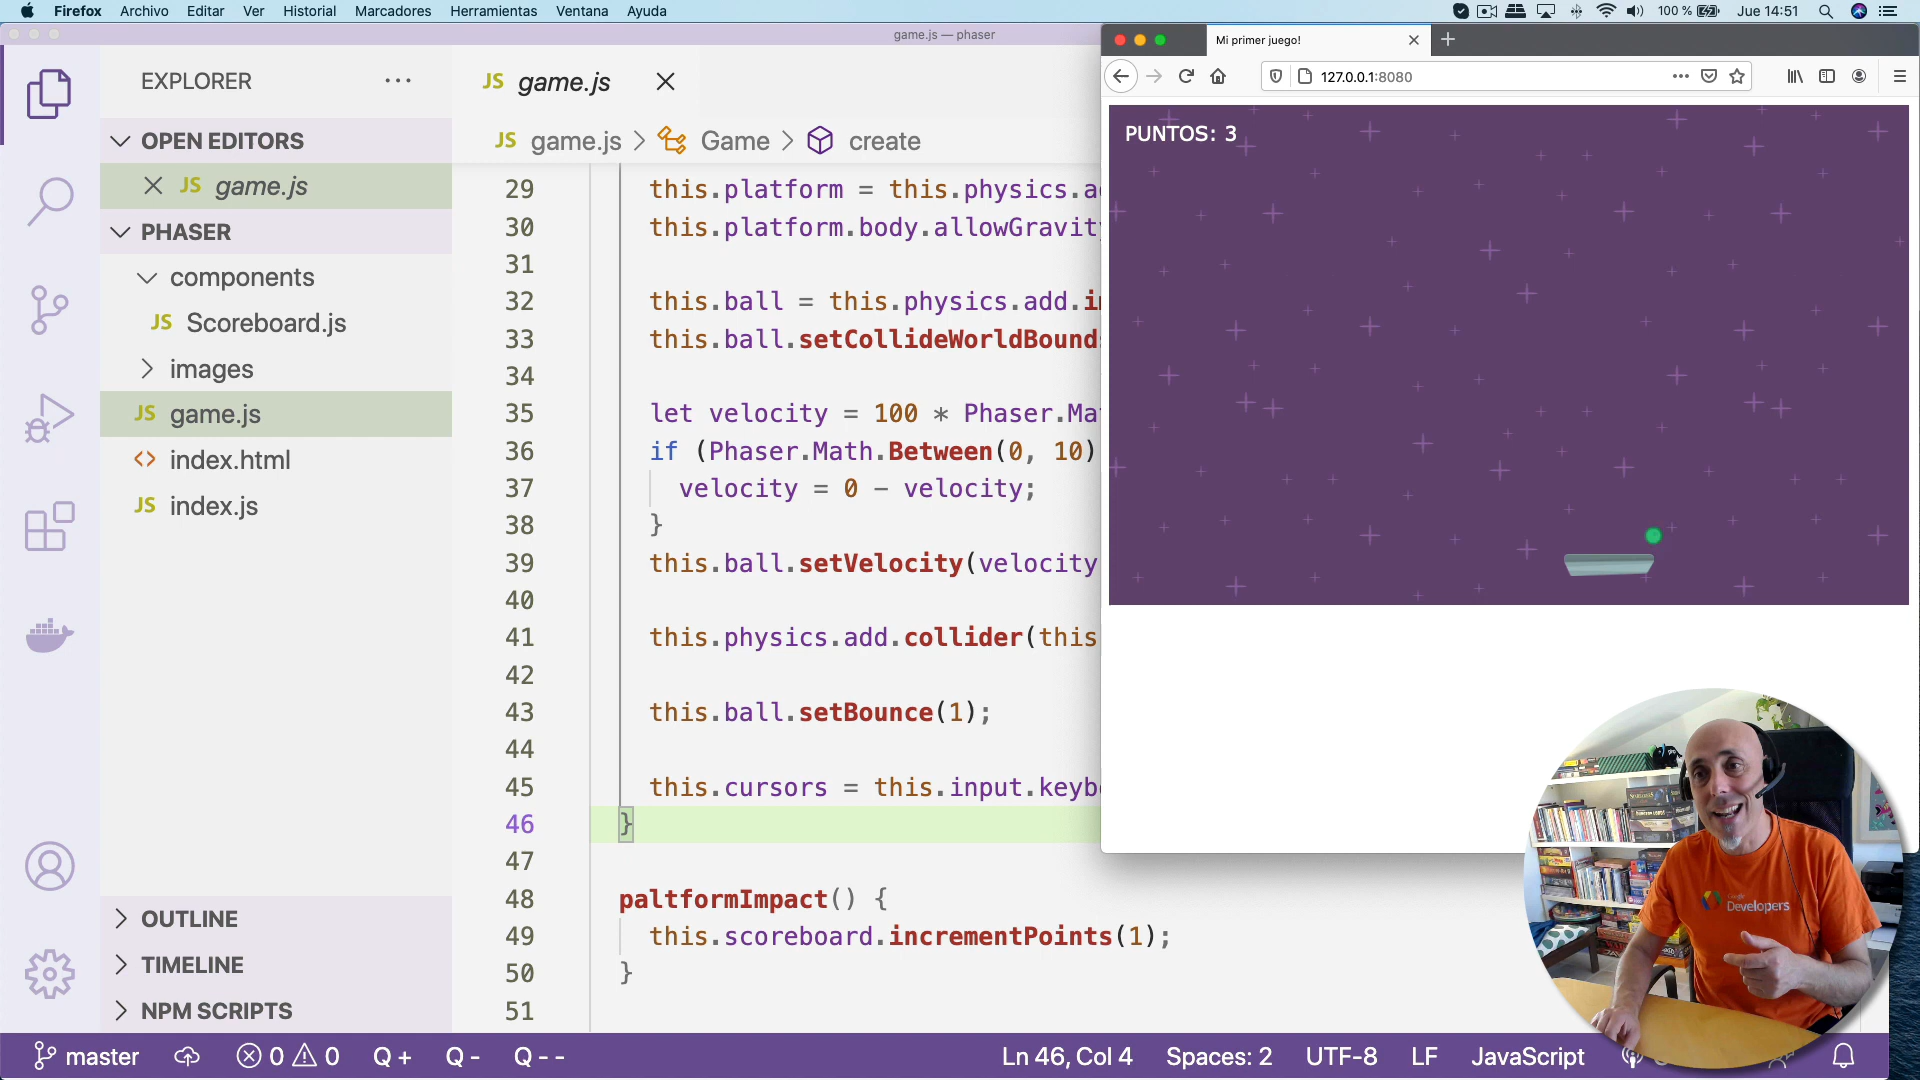 Firefox Archivo Editar Ver Historial Marcadores Herramientas Ventana Ayuda
100 % Jue 14:51
game.js — phaser
Mi primer juego!
127.0.0.1:8080
PUNTOS: 3
EXPLORER
OPEN EDITORS
JS game.js
PHASER
components
JS Scoreboard.js
images
JS game.js
<> index.html
JS index.js
OUTLINE
TIMELINE
NPM SCRIPTS
JS game.js
JS game.js > Game > create
29 this.platform = this.physics.a
30 this.platform.body.allowGravit
31
32 this.ball = this.physics.add.i
33 this.ball.setCollideWorldBound
34
35 let velocity = 100 * Phaser.Ma
36 if (Phaser.Math.Between(0, 10)
37 velocity = 0 - velocity;
38 }
39 this.ball.setVelocity(velocity
40
41 this.physics.add.collider(this
42
43 this.ball.setBounce(1);
44
45 this.cursors = this.input.keyb
46 }
47
48 paltformImpact() {
49 this.scoreboard.incrementPoints(1);
50 }
51
Google
Developers
master 0 0 Q + Q - Q - - Ln 46, Col 4 Spaces: 2 UTF-8 LF JavaScript